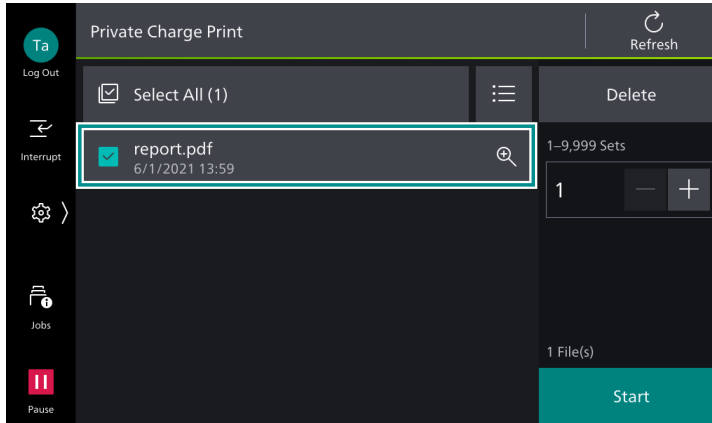 Ta
Log Out
Interrupt
Jobs
Pause
Private Charge Print
Refresh
Select All (1)
report.pdf
6/1/2021 13:59
Delete
1–9,999 Sets
1
1 File(s)
Start